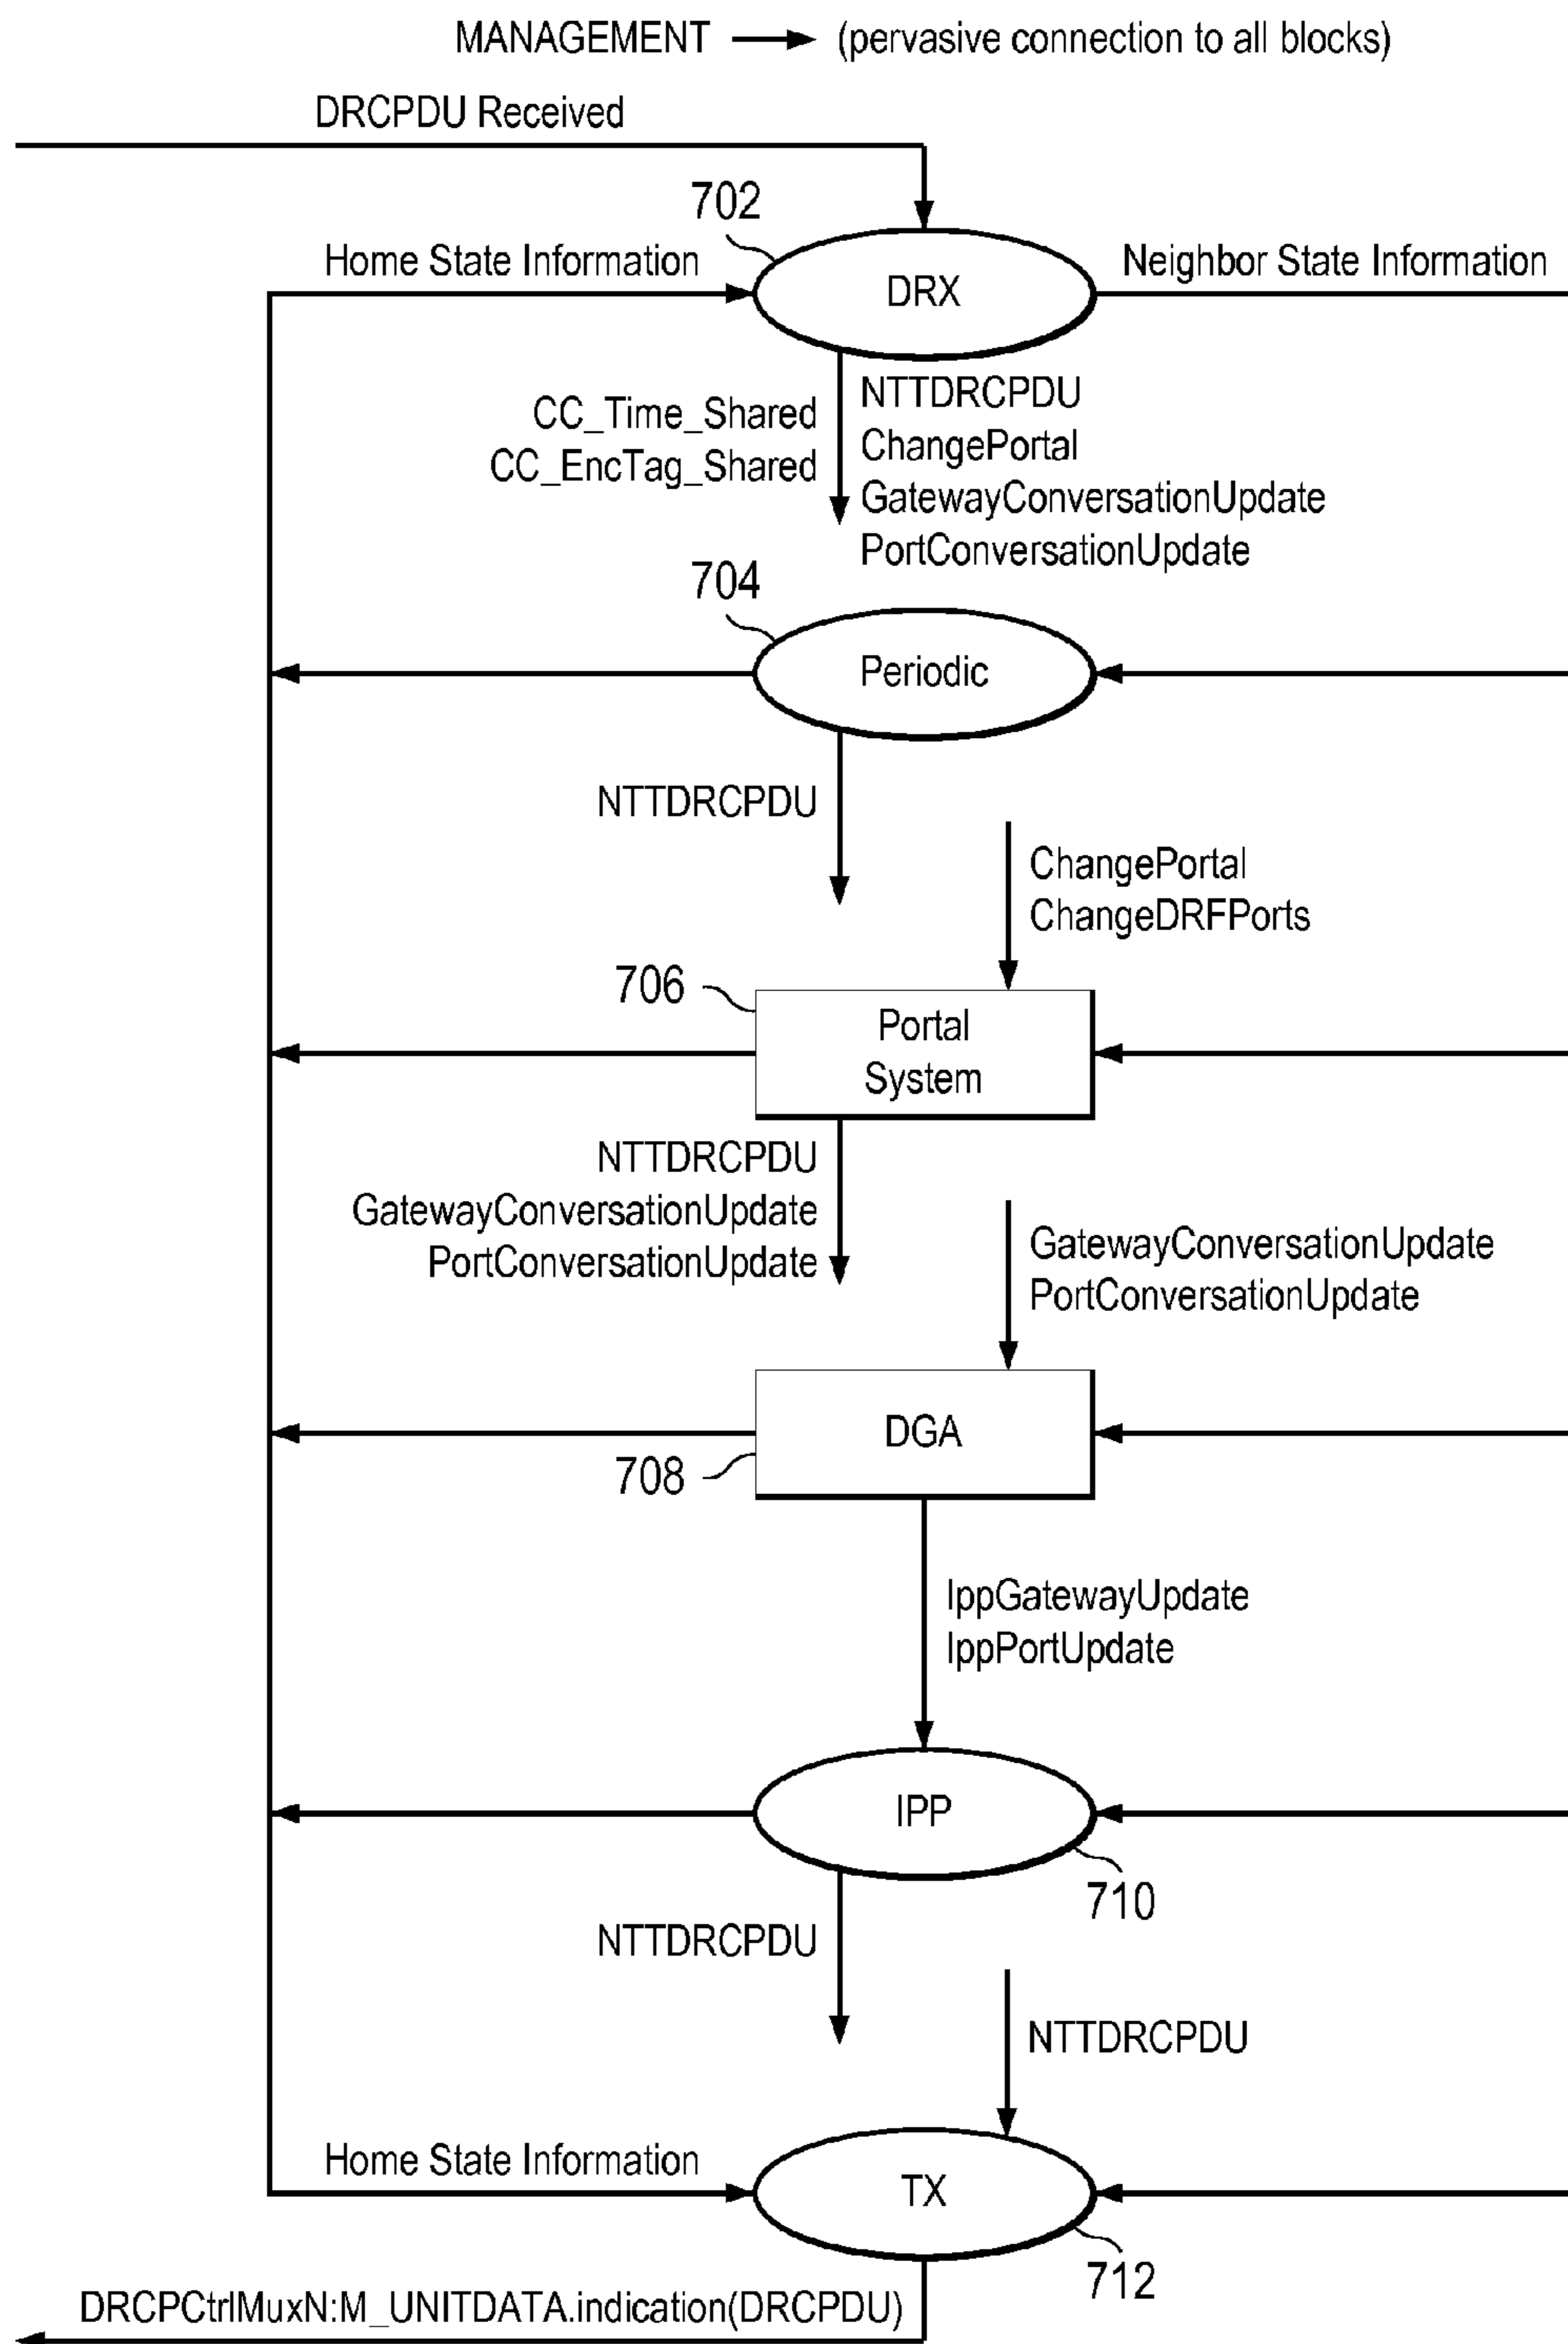 MANAGEMENT (pervasive connection to all blocks)
DRCPDU Received
702
Home State Information
DRX
Neighbor State Information
CC_Time_Shared
CC_EncTag_Shared
NTTDRCPDU
ChangePortal
GatewayConversationUpdate
PortConversationUpdate
704
Periodic
NTTDRCPDU
ChangePortal
ChangeDRFPorts
706
Portal
System
NTTDRCPDU
GatewayConversationUpdate
PortConversationUpdate
GatewayConversationUpdate
PortConversationUpdate
DGA
708
IppGatewayUpdate
IppPortUpdate
IPP
710
NTTDRCPDU
NTTDRCPDU
Home State Information
TX
712
DRCPCtrlMuxN:M_UNITDATA.indication(DRCPDU)